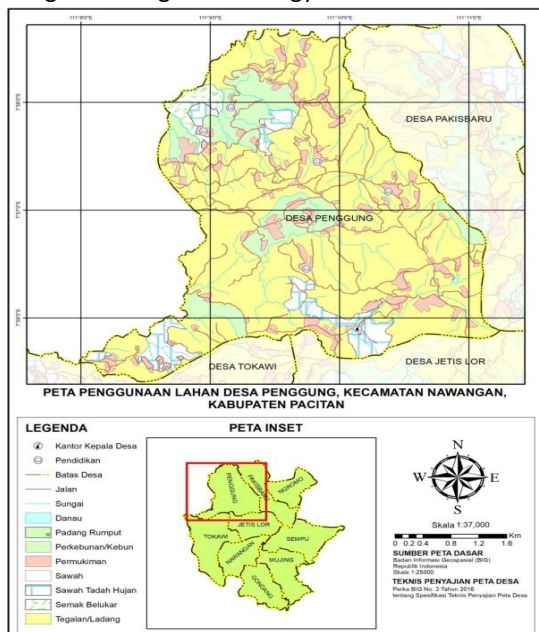 111°8'0"E 111°9'0"E 111°10'0"E 111°11'0"E
DESA PAKISBARU
DESA PENGGUNG
DESA TOKAWI
DESA JETIS LOR
PETA PENGGUNAAN LAHAN DESA PENGGUNG, KECAMATAN NAWANGAN,
KABUPATEN PACITAN
LEGENDA
Kantor Kepala Desa
Pendidikan
Batas Desa
Jalan
Sungai
Danau
Padang Rumput
Perkebunan/Kebun
Permukiman
Sawah
Sawah Tadah Hujan
Semak Belukar
Tegalan/Ladang
PETA INSET
PENGGUNG
PAKISBARU
NGROMO
JETIS LOR
TOKAWI
SEMPU
NAWANGAN
MUJING
GONDANG
N
W E
S
Skala 1:37,000
0 0.2 0.4 0.8 1.2 1.6 Km
SUMBER PETA DASAR
Badan Informasi Geospasial (BIG)
Republik Indonesia
Skala 1:25000
TEKNIS PENYAJIAN PETA DESA
Perka BIG No. 3 Tahun 2016
tentang Spesifikasi Teknis Penyajian Peta Desa